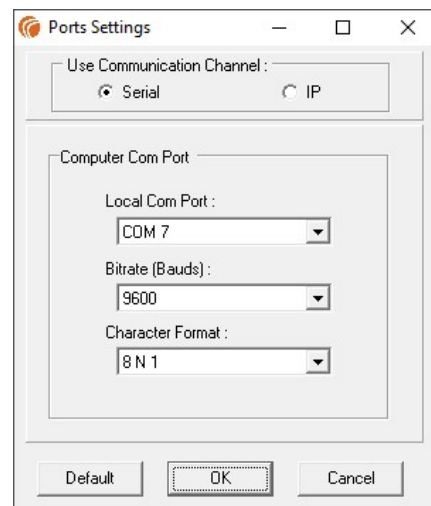 Ports Settings
Use Communication Channel :
Serial IP
Computer Com Port
Local Com Port :
COM 7
Bitrate (Bauds) :
9600
Character Format :
8 N 1
Default OK Cancel